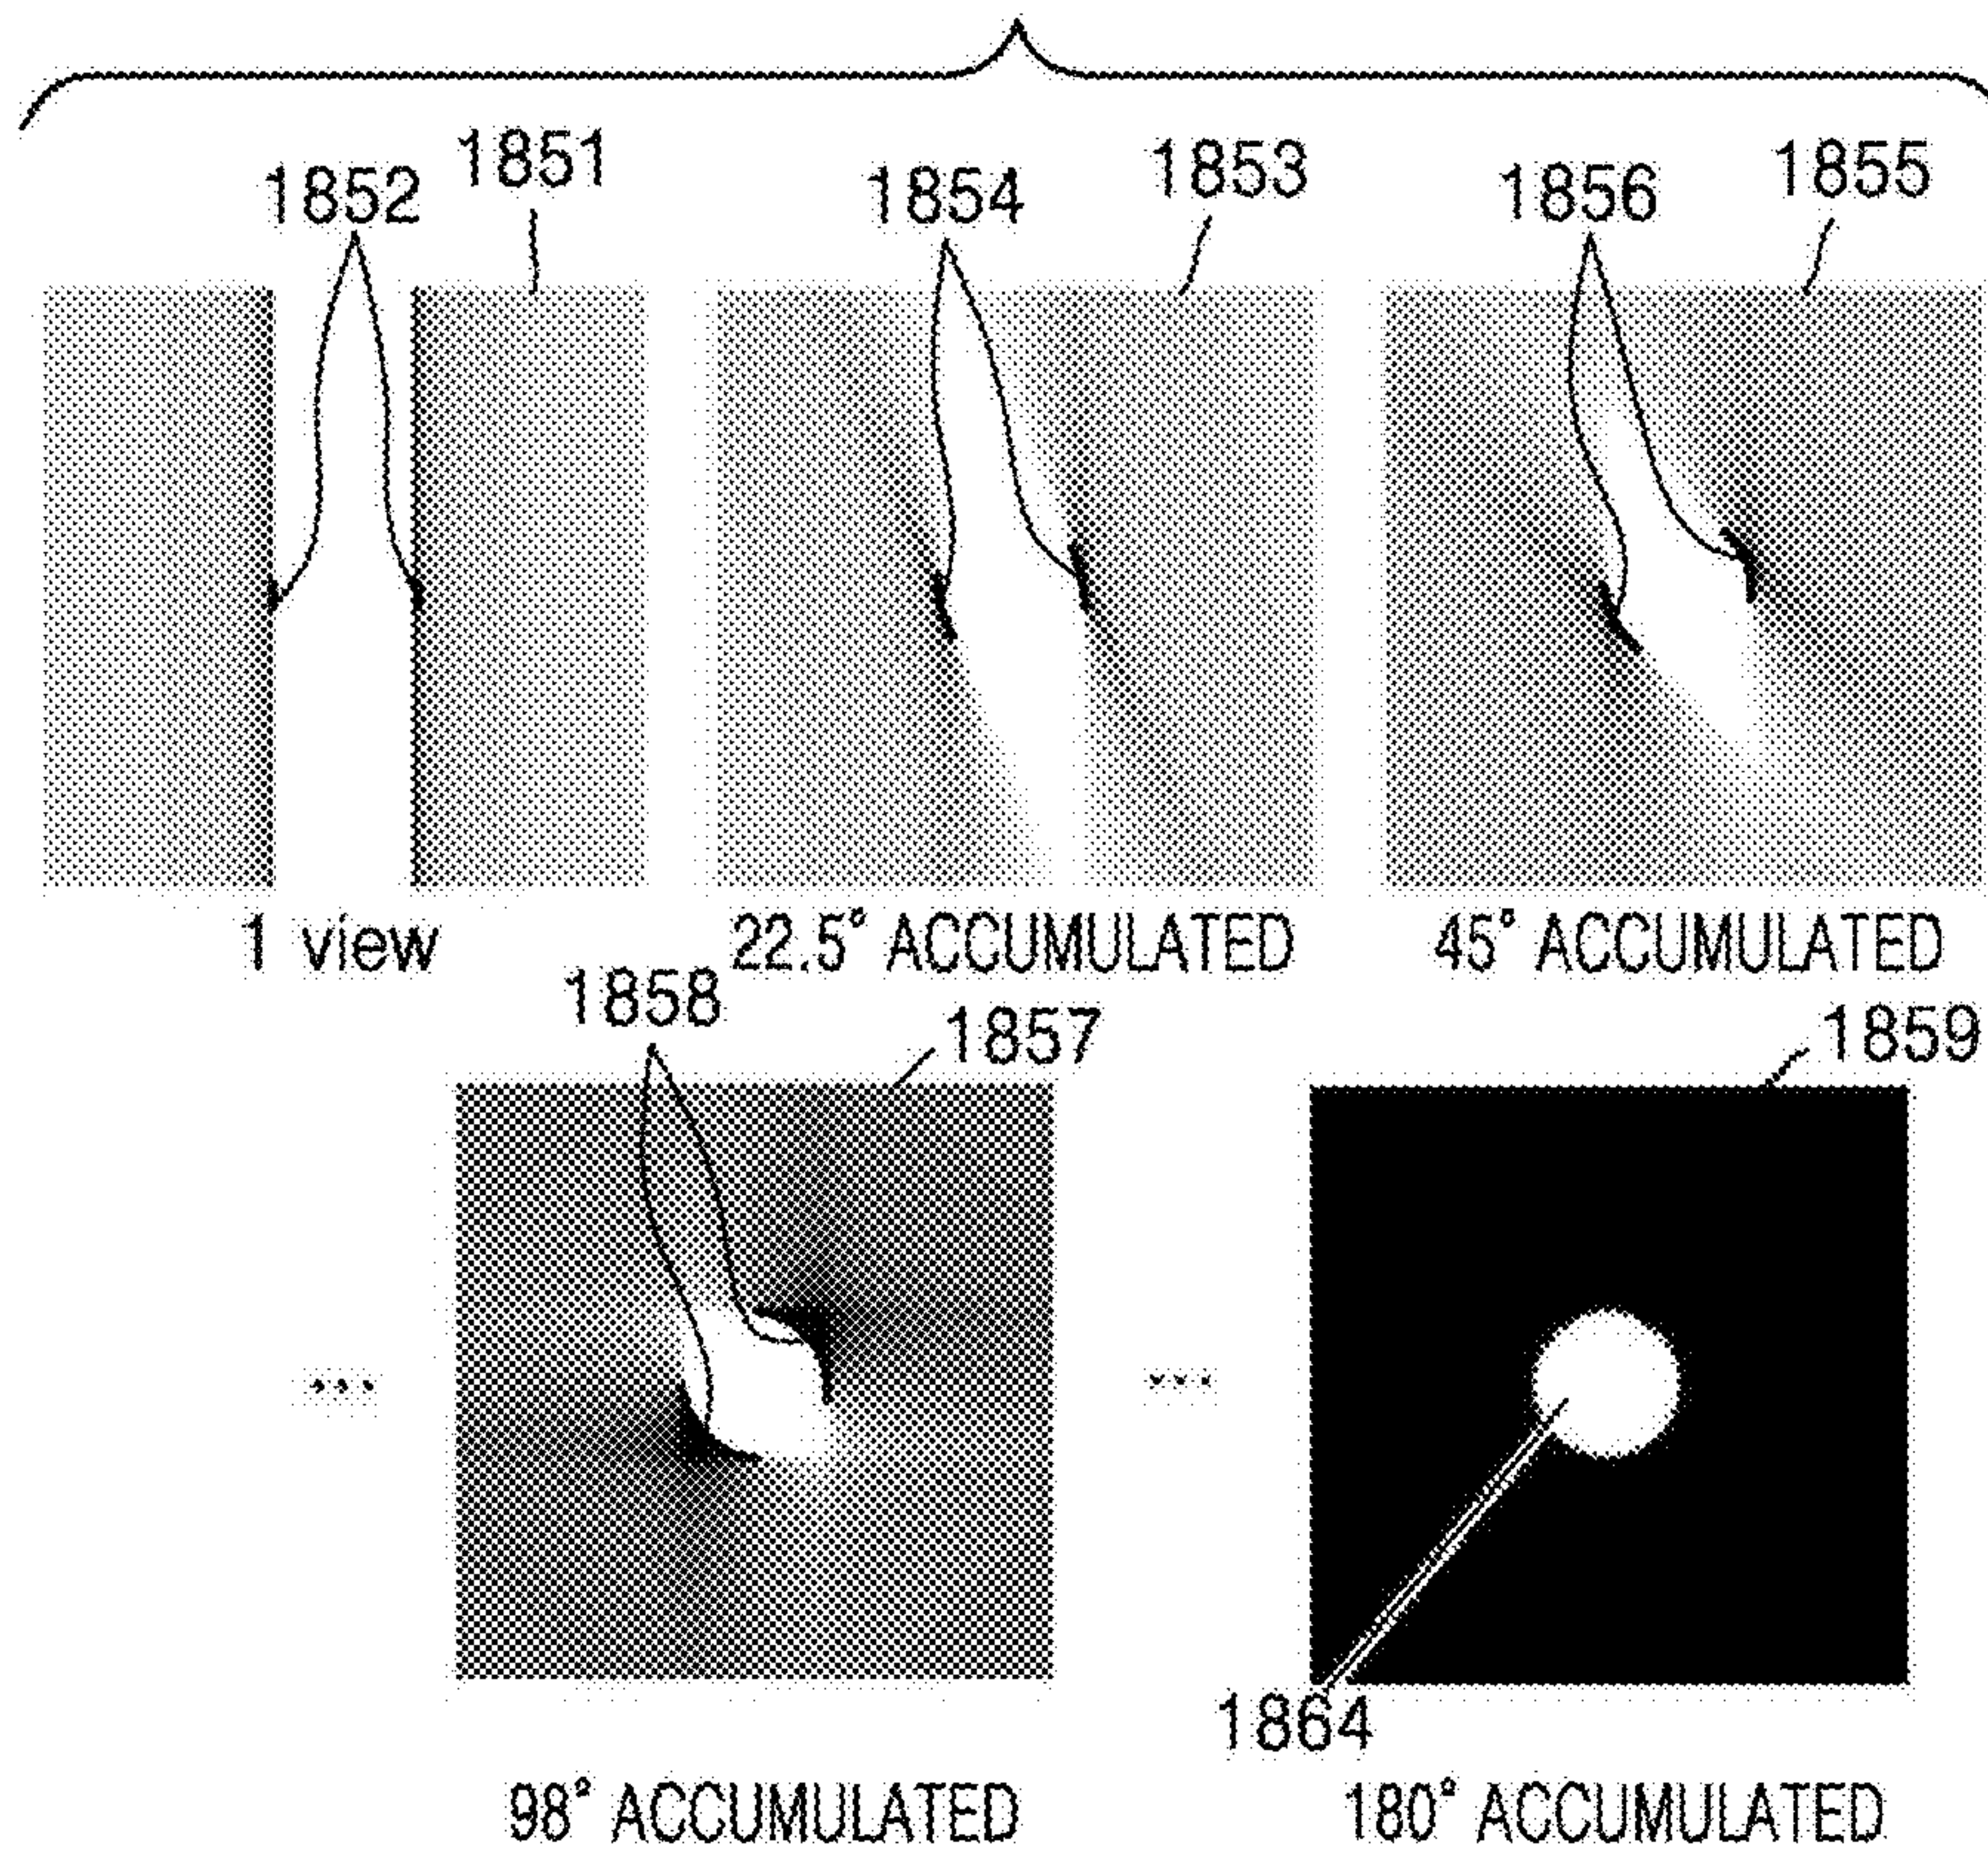 1852 1851 1854 1853 1856 1855
1 view 22.5° ACCUMULATED 45° ACCUMULATED
1858 1857 1859
... ...
1864
98° ACCUMULATED 180° ACCUMULATED